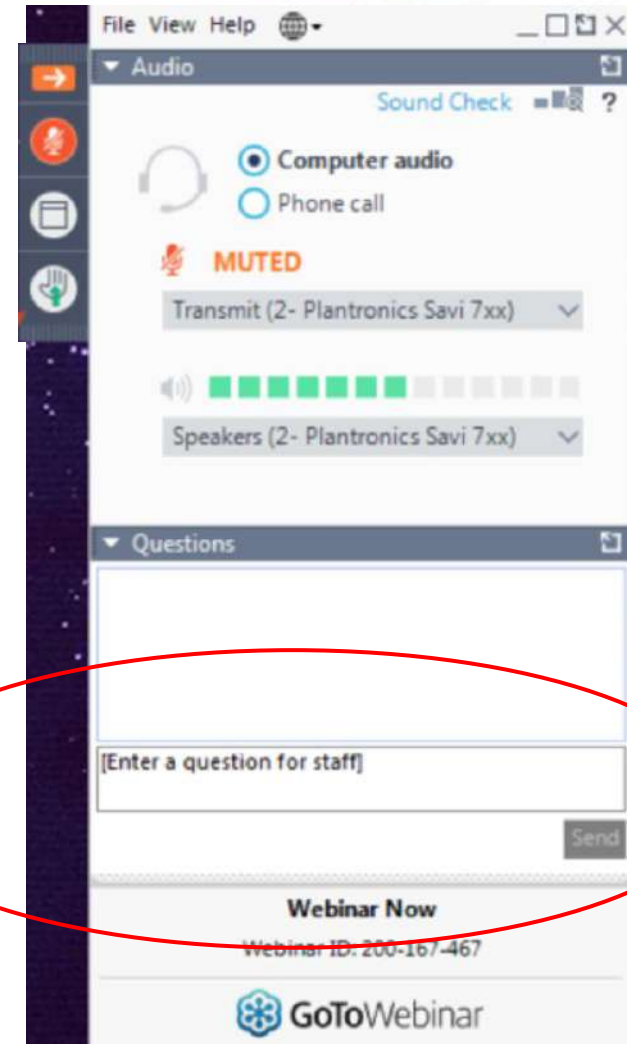 File View Help
Audio
Sound Check ?
Computer audio
Phone call
MUTED
Transmit (2- Plantronics Savi 7xx)
Speakers (2- Plantronics Savi 7xx)
Questions
[Enter a question for staff]
Send
Webinar Now
Webinar ID: 200-167-467
GoToWebinar